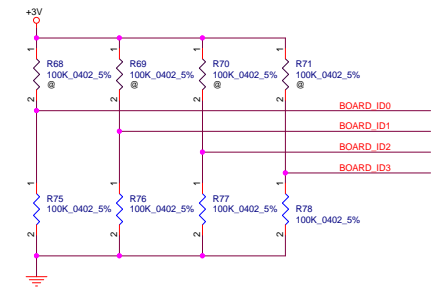 +3V
1 1 1 1
R68 R69 R70 R71
100K_0402_5% 100K_0402_5% 100K_0402_5% 100K_0402_5%
@ @ @ @
2 2 2 2
BOARD_ID0
BOARD_ID1
BOARD_ID2
BOARD_ID3
1 1 1 1
R75 R76 R77 R78
100K_0402_5% 100K_0402_5% 100K_0402_5% 100K_0402_5%
2 2 2 2